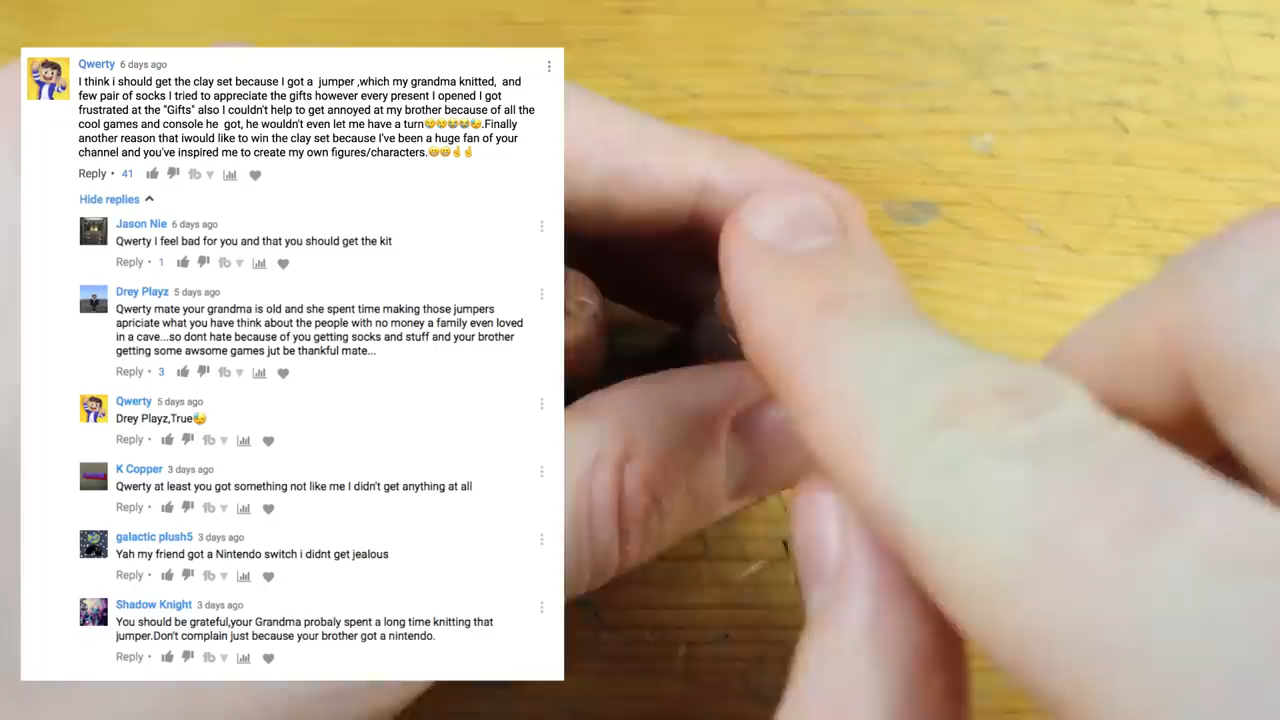 Qwerty 6 days ago
I think i should get the clay set because I got a jumper ,which my grandma knitted, and
few pair of socks I tried to appreciate the gifts however every present I opened I got
frustrated at the "Gifts" also I couldn't help to get annoyed at my brother because of all the
cool games and console he got, he wouldn't even let me have a turn😢😢😭😭😓.Finally
another reason that iwould like to win the clay set because I've been a huge fan of your
channel and you've inspired me to create my own figures/characters.😁😁🤞🤞
Reply • 41
Hide replies
Jason Nie 6 days ago
Qwerty I feel bad for you and that you should get the kit
Reply • 1
Drey Playz 5 days ago
Qwerty mate your grandma is old and she spent time making those jumpers
apriciate what you have think about the people with no money a family even loved
in a cave...so dont hate because of you getting socks and stuff and your brother
getting some awsome games jut be thankful mate...
Reply • 3
Qwerty 5 days ago
Drey Playz,True😓
Reply •
K Copper 3 days ago
Qwerty at least you got something not like me I didn't get anything at all
Reply •
galactic plush5 3 days ago
Yah my friend got a Nintendo switch i didnt get jealous
Reply •
Shadow Knight 3 days ago
You should be grateful,your Grandma probaly spent a long time knitting that
jumper.Don't complain just because your brother got a nintendo.
Reply •